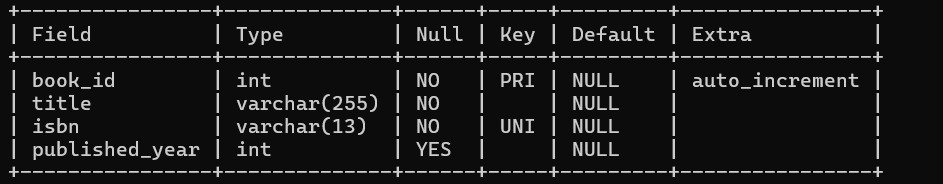 +----------------+--------------+------+-----+---------+----------------+
| Field          | Type         | Null | Key | Default | Extra          |
+----------------+--------------+------+-----+---------+----------------+
| book_id        | int          | NO   | PRI | NULL    | auto_increment |
| title          | varchar(255) | NO   |     | NULL    |                |
| isbn           | varchar(13)  | NO   | UNI | NULL    |                |
| published_year | int          | YES  |     | NULL    |                |
+----------------+--------------+------+-----+---------+----------------+